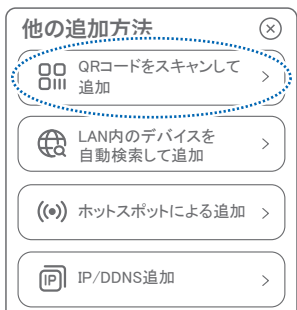 他の追加方法
QRコードをスキャンして
追加
LAN内のデバイスを
自動検索して追加
ホットスポットによる追加
IP
IP/DDNS追加